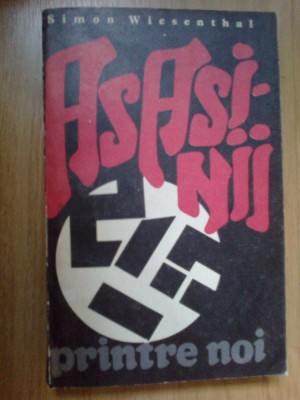 Simon Wiesenthal
Asasi-
nii
printre noi